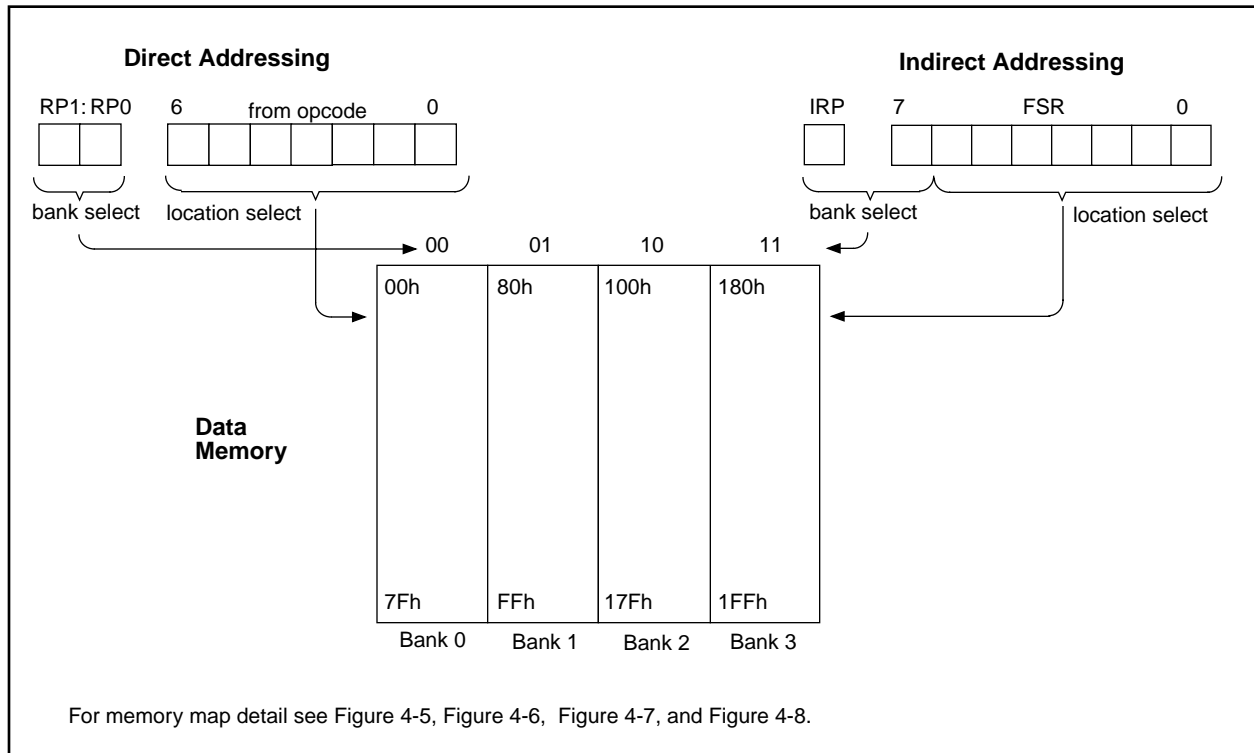 Direct Addressing
Indirect Addressing
RP1: RP0 6 from opcode 0
IRP 7 FSR 0
bank select location select
bank select location select
00 01 10 11
00h 80h 100h 180h
Data
Memory
7Fh FFh 17Fh 1FFh
Bank 0 Bank 1 Bank 2 Bank 3
For memory map detail see Figure 4-5, Figure 4-6, Figure 4-7, and Figure 4-8.